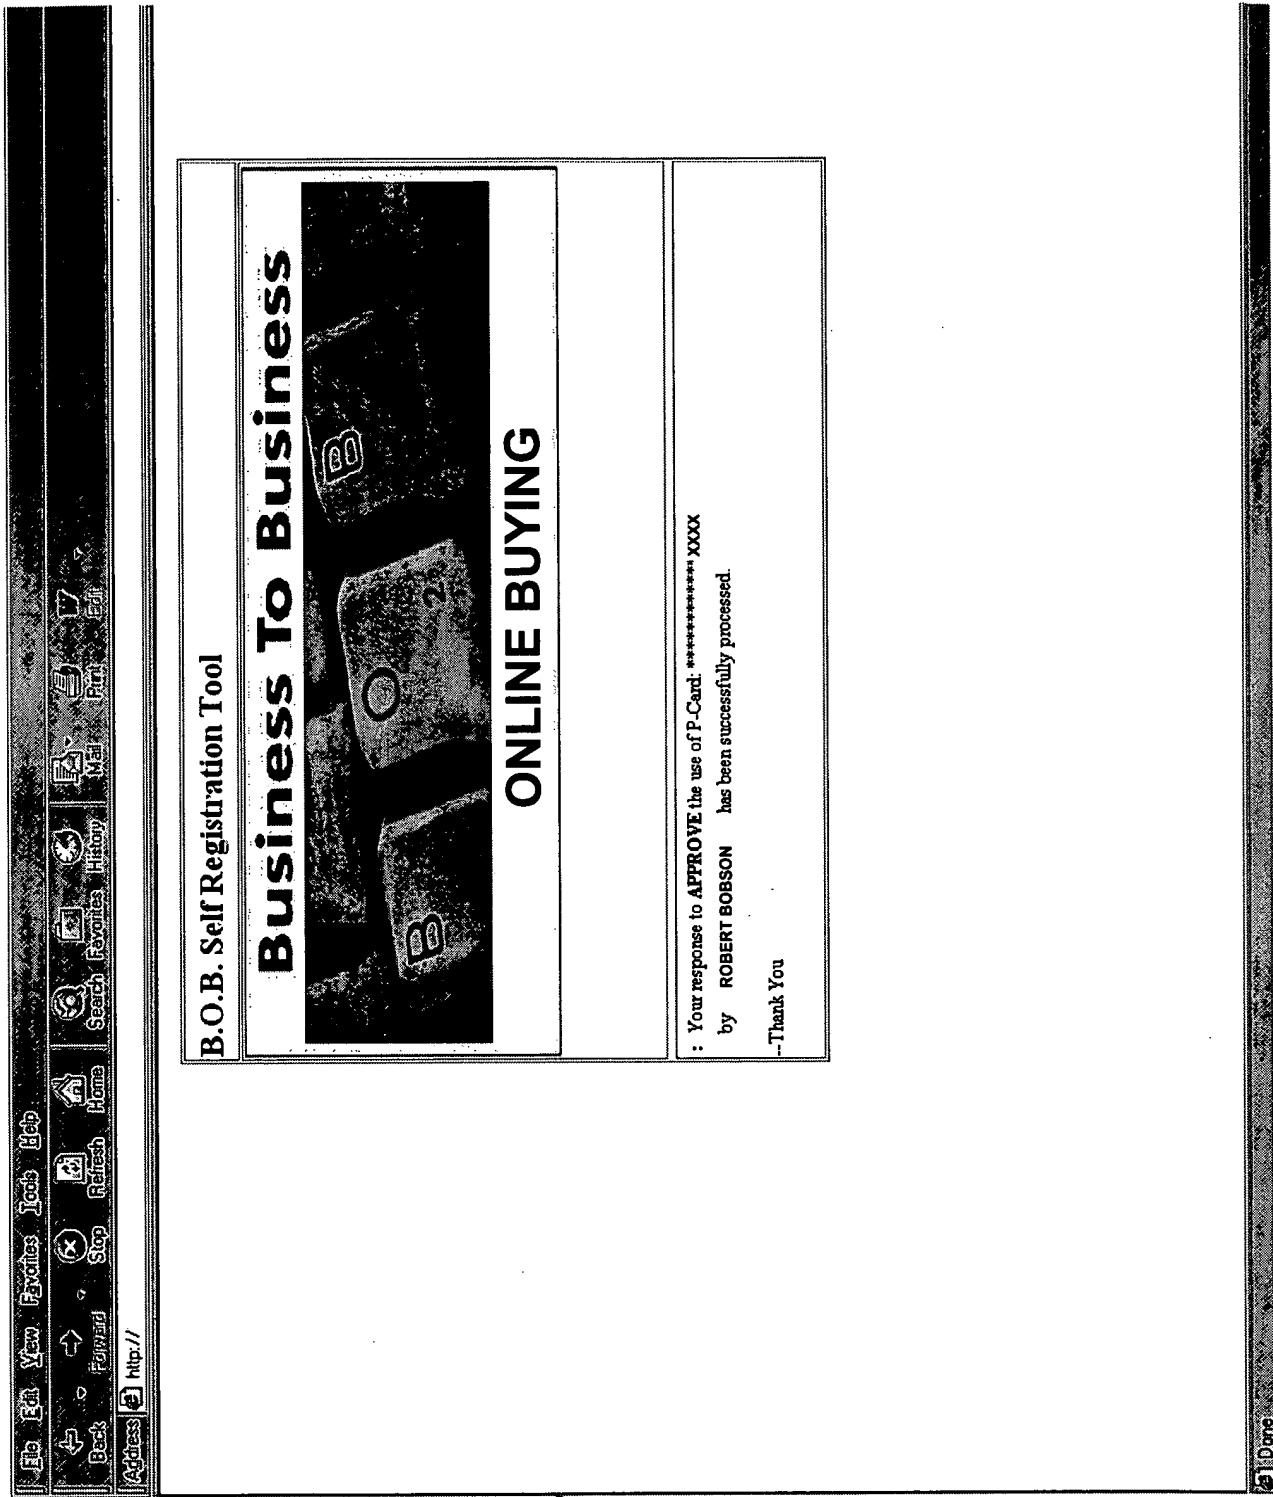 File Edit View Favorites Tools Help
Back Forward Stop Refresh Home Search Favorites History Mail Print Edit
Address http://
B.O.B. Self Registration Tool
Business To Business
B O 2 B
ONLINE BUYING
: Your response to APPROVE the use of P-Card: ************ XXXX
by ROBERT BOBSON has been successfully processed.
--Thank You
Done